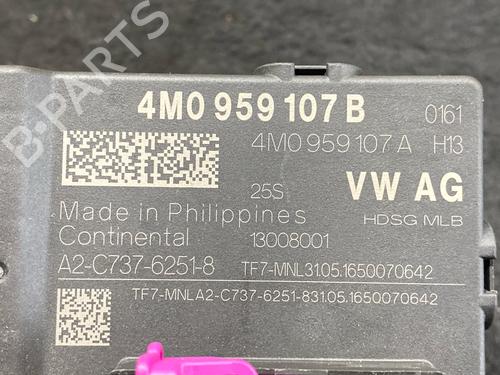 B-PARTS
4M0 959 107 B 0161
4M0 959 107 A H13
25S VW AG
Made in Philippines HDSG MLB
Continental 13008001
A2-C737-6251-8 TF7-MNL31.05.1650070642
TF7-MNLA2-C737-6251-831.05.1650070642